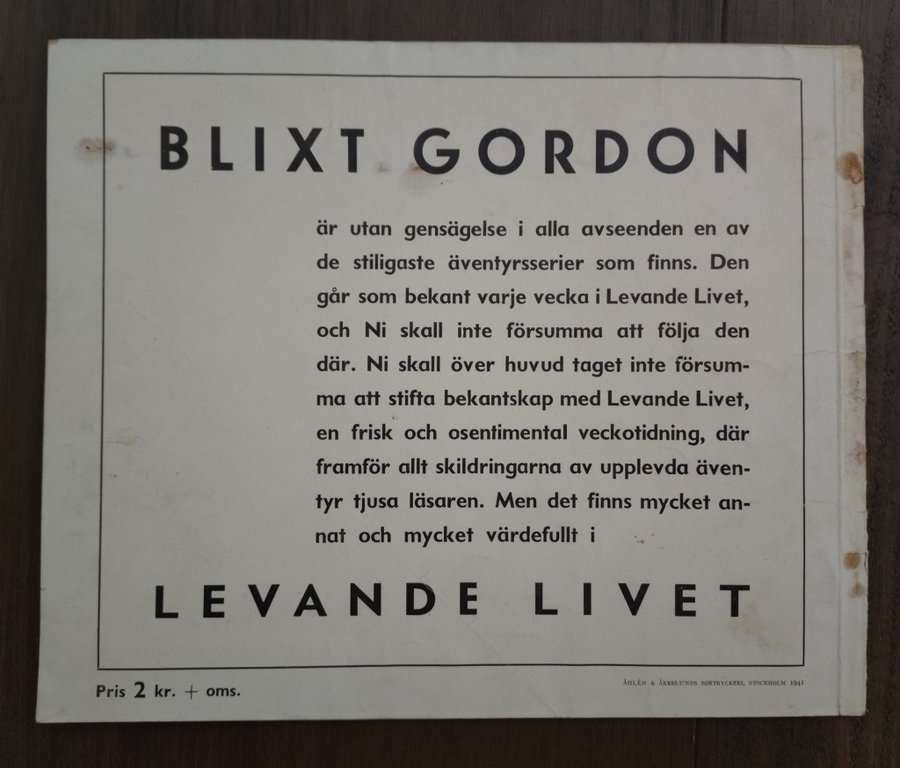 BLIXT GORDON
är utan gensägelse i alla avseenden en av
de stiligaste äventyrsserier som finns. Den
går som bekant varje vecka i Levande Livet,
och Ni skall inte försumma att följa den
där. Ni skall över huvud taget inte försum-
ma att stifta bekantskap med Levande Livet,
en frisk och osentimental veckotidning, där
framför allt skildringarna av upplevda även-
tyr tjusa läsaren. Men det finns mycket an-
nat och mycket värdefullt i
LEVANDE LIVET
Pris 2 kr. + oms.
ÅHLÉN & ÅKERLUNDS BOKTRYCKERI, STOCKHOLM 1941